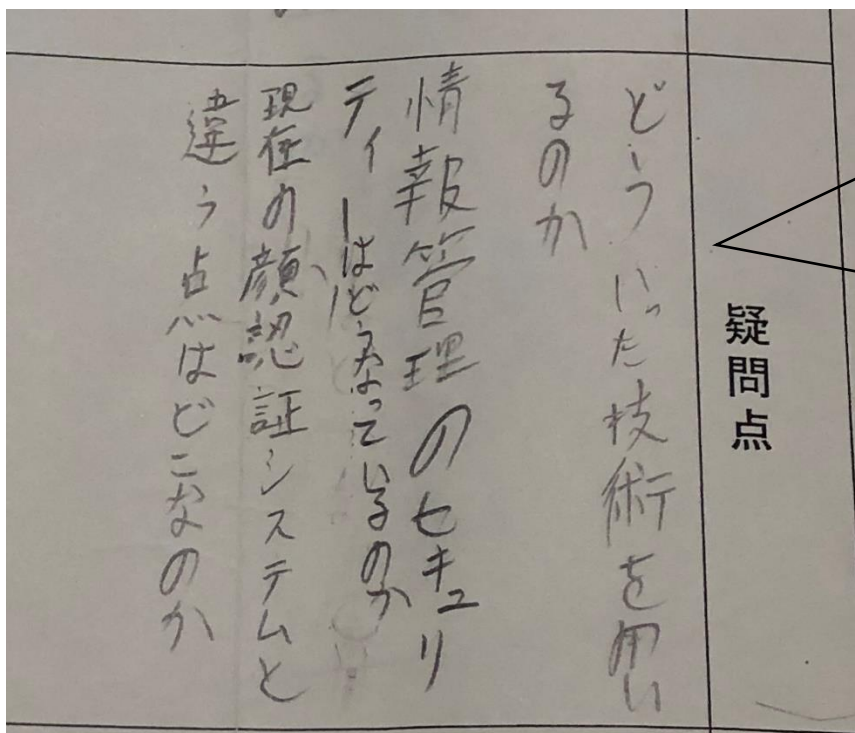 疑問点
どういった技術を用い
るのか
情報管理のセキュリ
ティーはどうなっているのか
現在の顔認証システムと
違う点はどこなのか